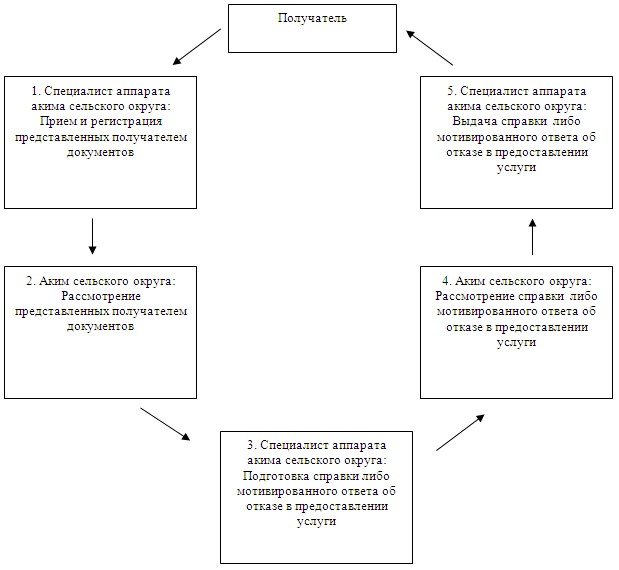 Получатель
1. Специалист аппарата
акима сельского округа:
Прием и регистрация
представленных получателем
документов
2. Аким сельского округа:
Рассмотрение
представленных получателем
документов
3. Специалист аппарата
акима сельского округа:
Подготовка справки либо
мотивированного ответа об
отказе в предоставлении
услуги
4. Аким сельского округа:
Рассмотрение справки либо
мотивированного ответа об
отказе в предоставлении
услуги
5. Специалист аппарата
акима сельского округа:
Выдача справки либо
мотивированного ответа об
отказе в предоставлении
услуги